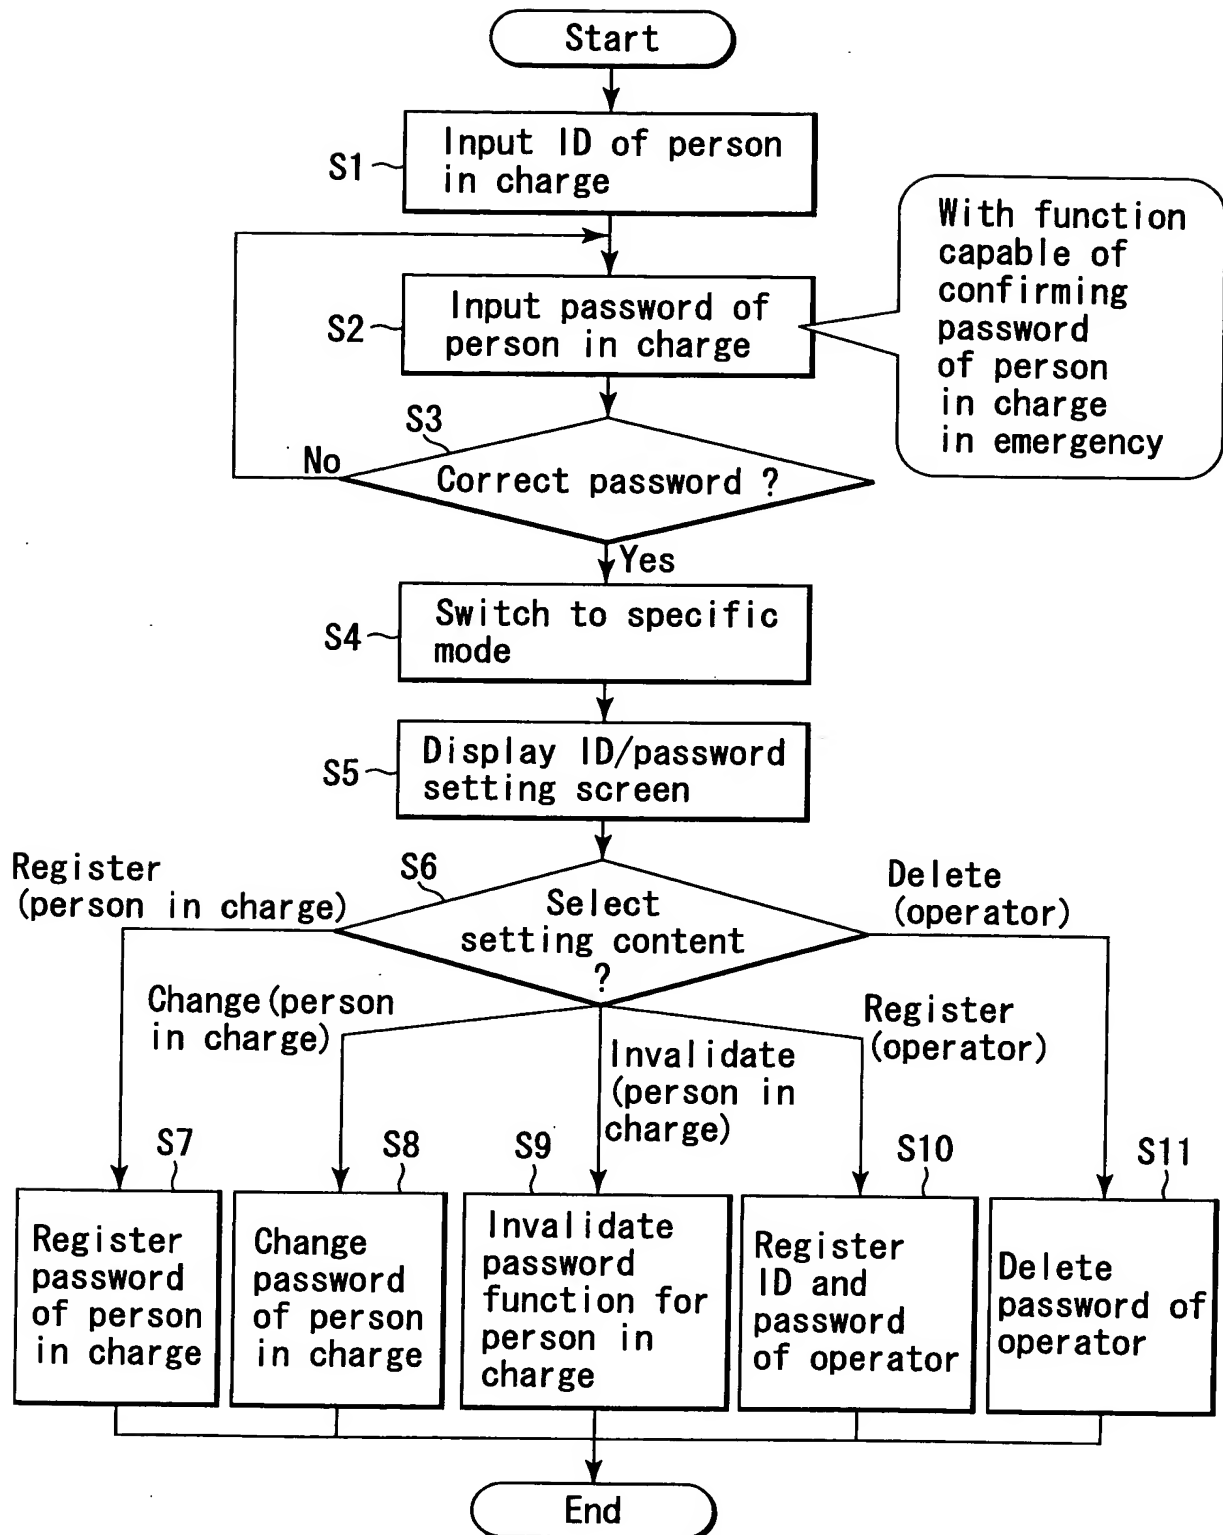 Start
S1
Input ID of person
in charge
S2
Input password of
person in charge
With function
capable of
confirming
password
of person
in charge
in emergency
S3
No
Correct password ?
Yes
S4
Switch to specific
mode
S5
Display ID/password
setting screen
Register
(person in charge)
S6
Select
setting content
?
Delete
(operator)
Change (person
in charge)
Invalidate
(person in
charge)
Register
(operator)
S7
Register
password
of person
in charge
S8
Change
password
of person
in charge
S9
Invalidate
password
function for
person in
charge
S10
Register
ID and
password
of operator
S11
Delete
password of
operator
End